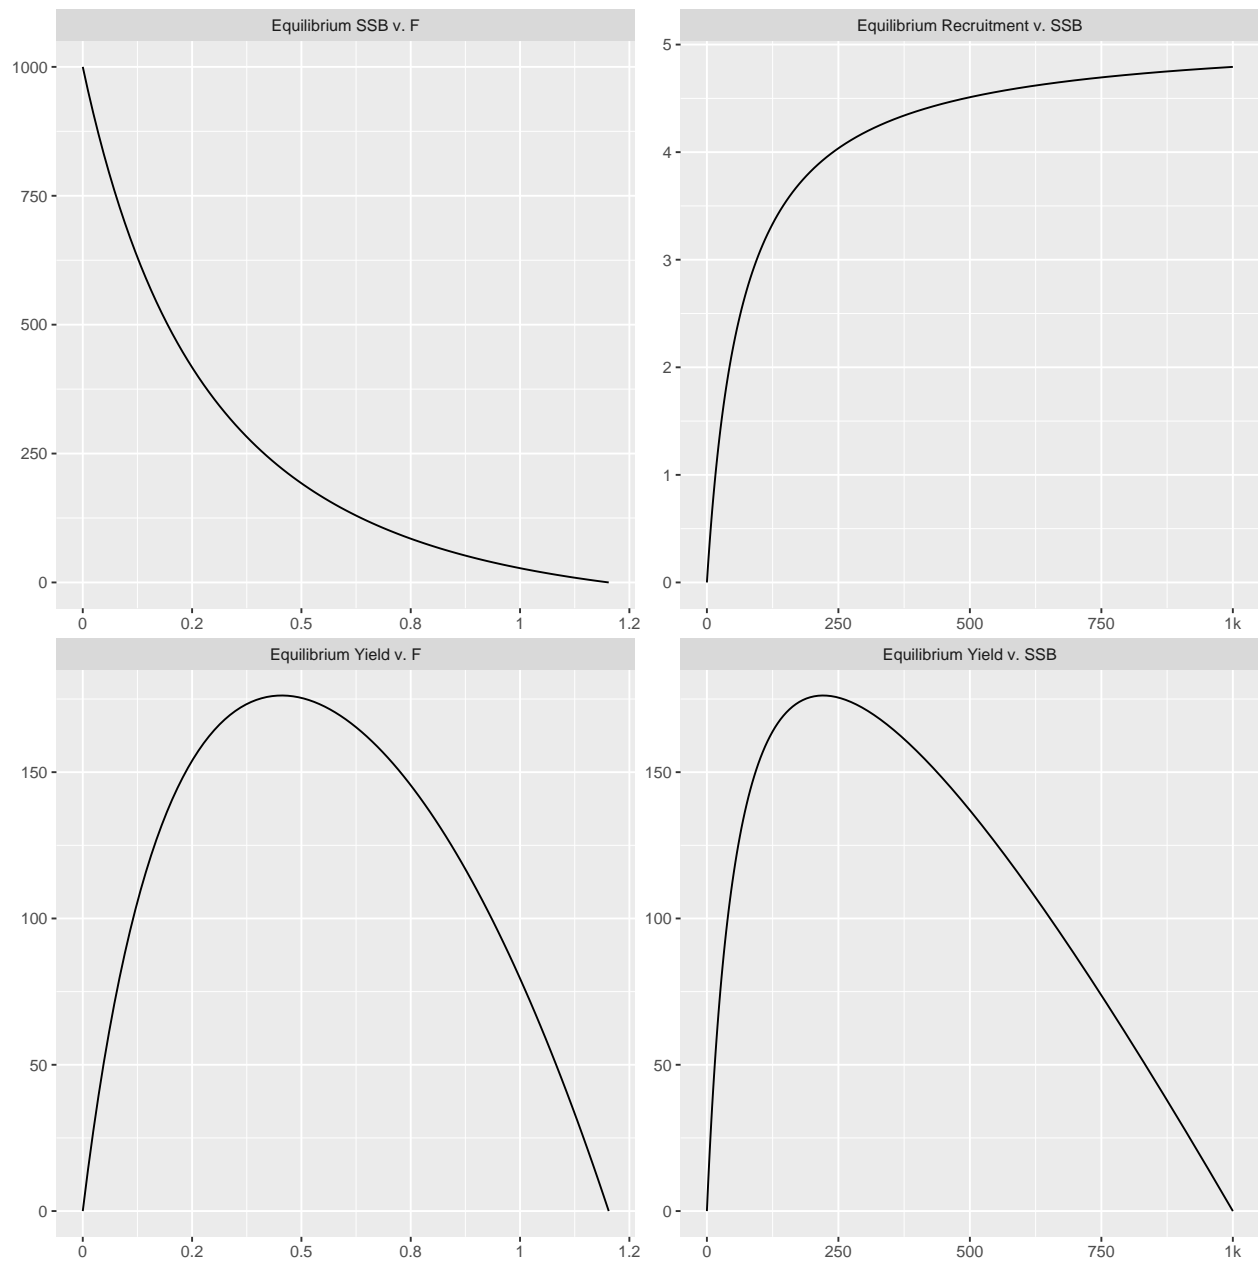 Equilibrium SSB v. F
1000
750
500
250
0
0 0.2 0.5 0.8 1 1.2
Equilibrium Recruitment v. SSB
5
4
3
2
1
0
0 250 500 750 1k
Equilibrium Yield v. F
150
100
50
0
0 0.2 0.5 0.8 1 1.2
Equilibrium Yield v. SSB
150
100
50
0
0 250 500 750 1k